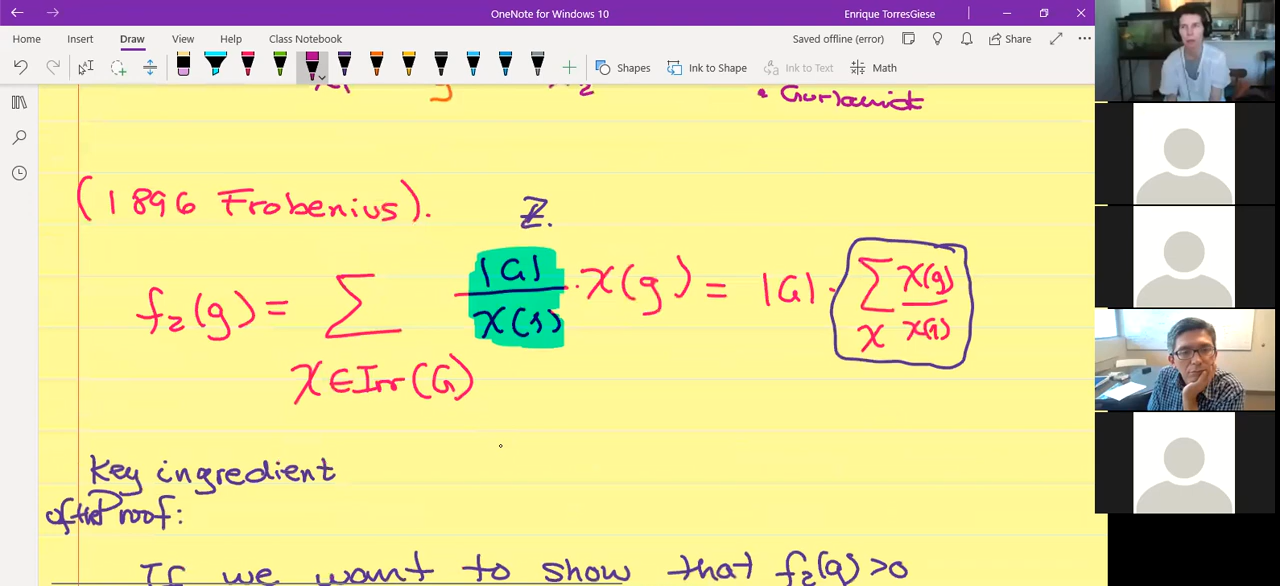 OneNote for Windows 10
Enrique TorresGiese
Home Insert Draw View Help Class Notebook
Saved offline (error) Share
Shapes Ink to Shape Ink to Text Math
(1896 Frobenius). ℤ.
f₂(g) = ∑ |G| / χ(1) · χ(g) = |G| · ∑ χ(g) / χ(1)
χ∈Irr(G) χ
Key ingredient
of the Proof:
If we want to show that f₂(g) >0